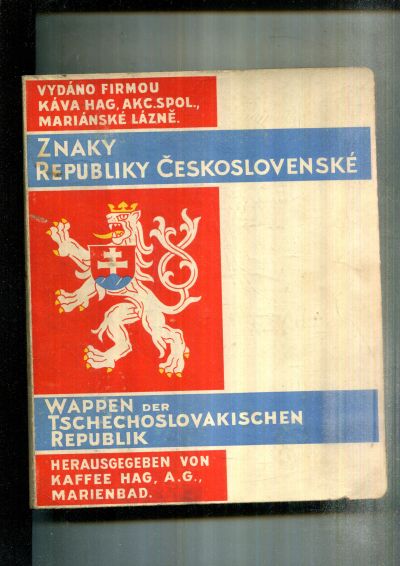 VYDÁNO FIRMOU
KÁVA HAG, AKC.SPOL.,
MARIÁNSKÉ LÁZNĚ.
ZNAKY
REPUBLIKY ČESKOSLOVENSKÉ
WAPPEN DER
TSCHECHOSLOVAKISCHEN
REPUBLIK
HERAUSGEGEBEN VON
KAFFEE HAG, A.G.,
MARIENBAD.